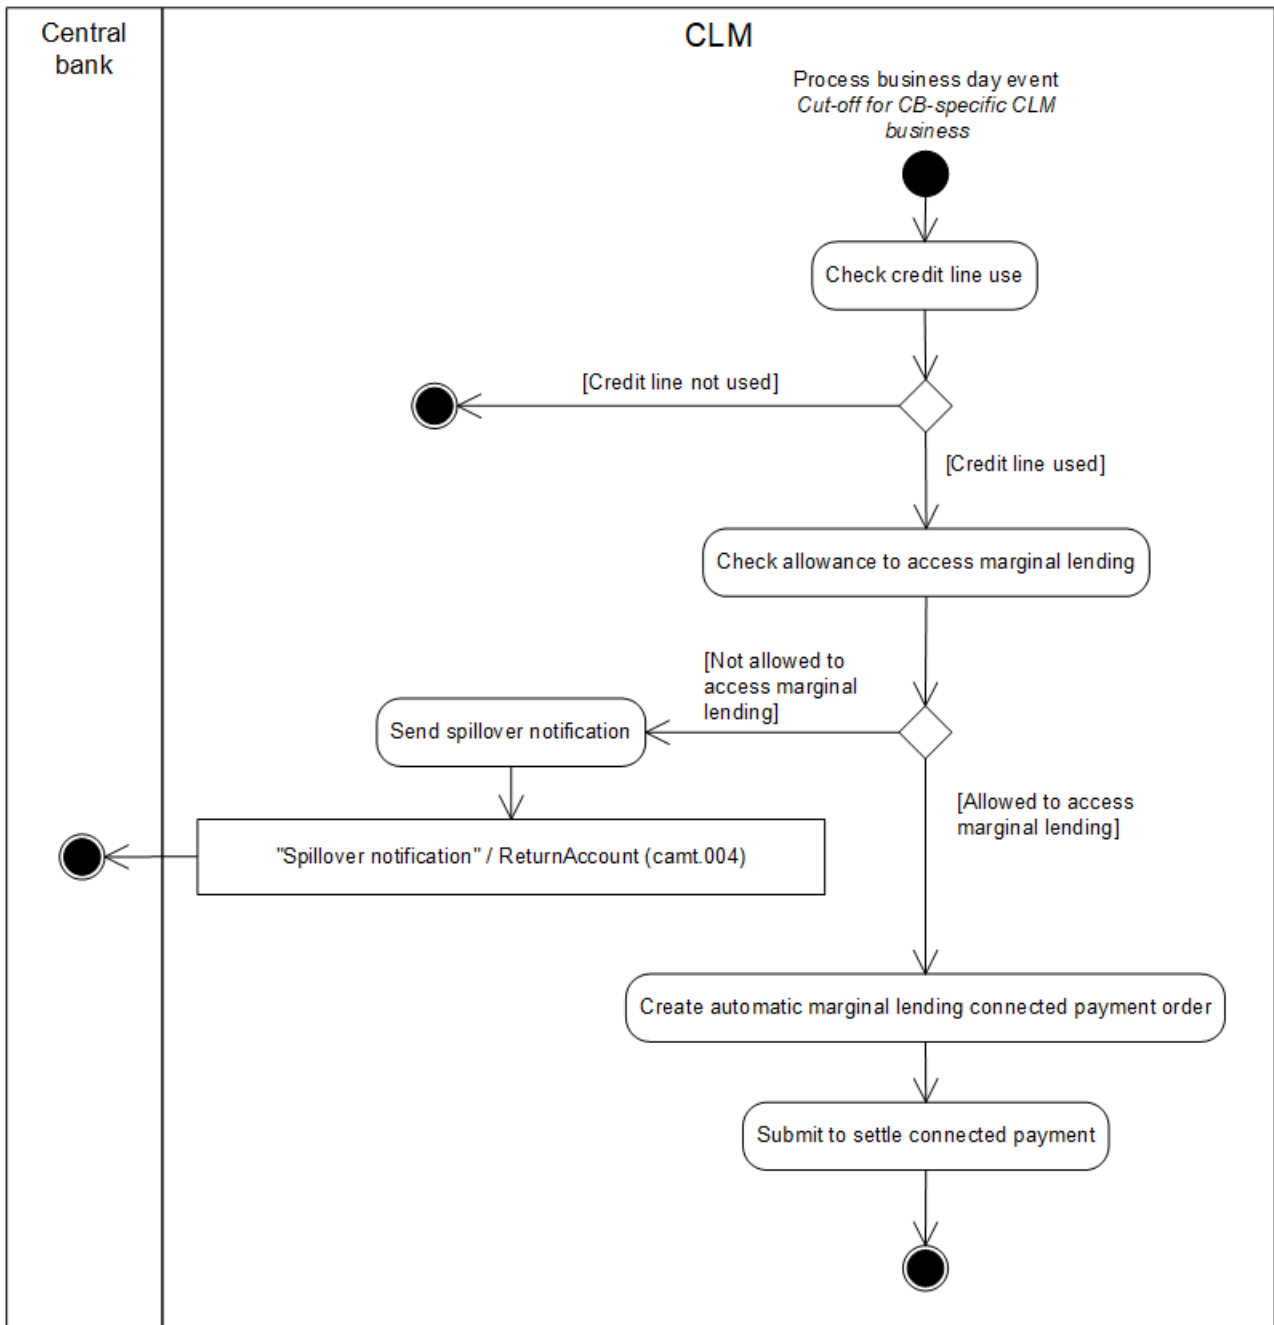 Central
bank
CLM
Process business day event
Cut-off for CB-specific CLM
business
Check credit line use
[Credit line not used]
[Credit line used]
Check allowance to access marginal lending
[Not allowed to
access marginal
lending]
Send spillover notification
[Allowed to access
marginal lending]
"Spillover notification" / ReturnAccount (camt.004)
Create automatic marginal lending connected payment order
Submit to settle connected payment